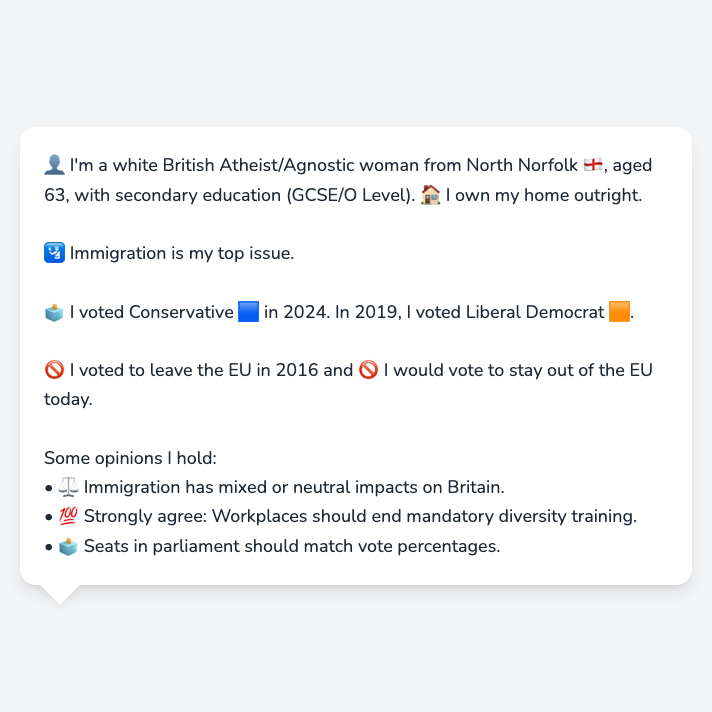 👤 I'm a white British Atheist/Agnostic woman from North Norfolk 🏴󠁧󠁢󠁥󠁮󠁧󠁿, aged
63, with secondary education (GCSE/O Level). 🏠 I own my home outright.
🛂 Immigration is my top issue.
🗳️ I voted Conservative 🟦 in 2024. In 2019, I voted Liberal Democrat 🟧.
🚫 I voted to leave the EU in 2016 and 🚫 I would vote to stay out of the EU
today.
Some opinions I hold:
• ⚖️ Immigration has mixed or neutral impacts on Britain.
• 💯 Strongly agree: Workplaces should end mandatory diversity training.
• 🗳️ Seats in parliament should match vote percentages.